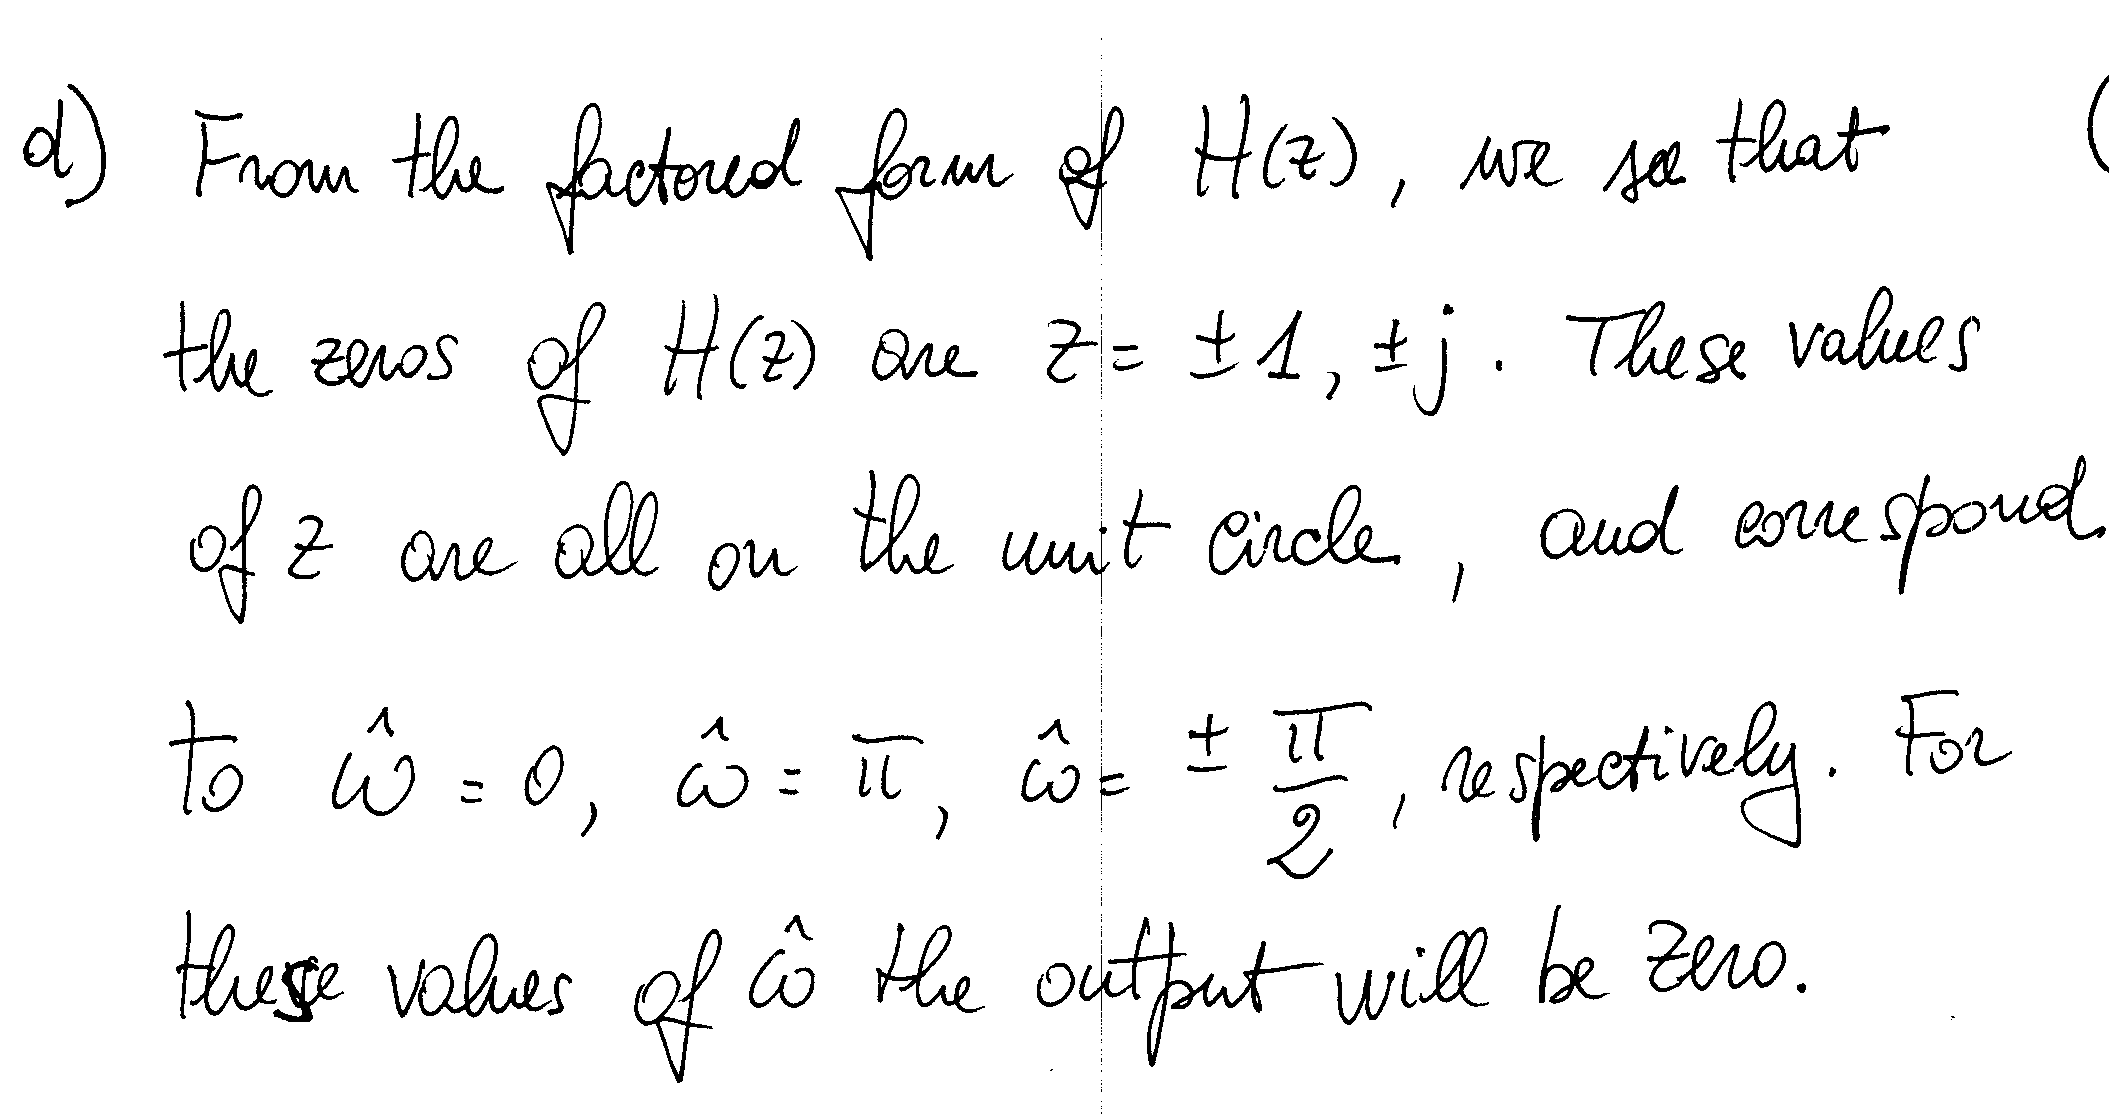 d) From the factored form of H(z), we see that (
the zeros of H(z) are z = ±1, ±j. These values
of z are all on the unit circle, and correspond
to ω̂ = 0, ω̂ = π, ω̂ = ± π/2, respectively. For
these values of ω̂ the output will be zero.